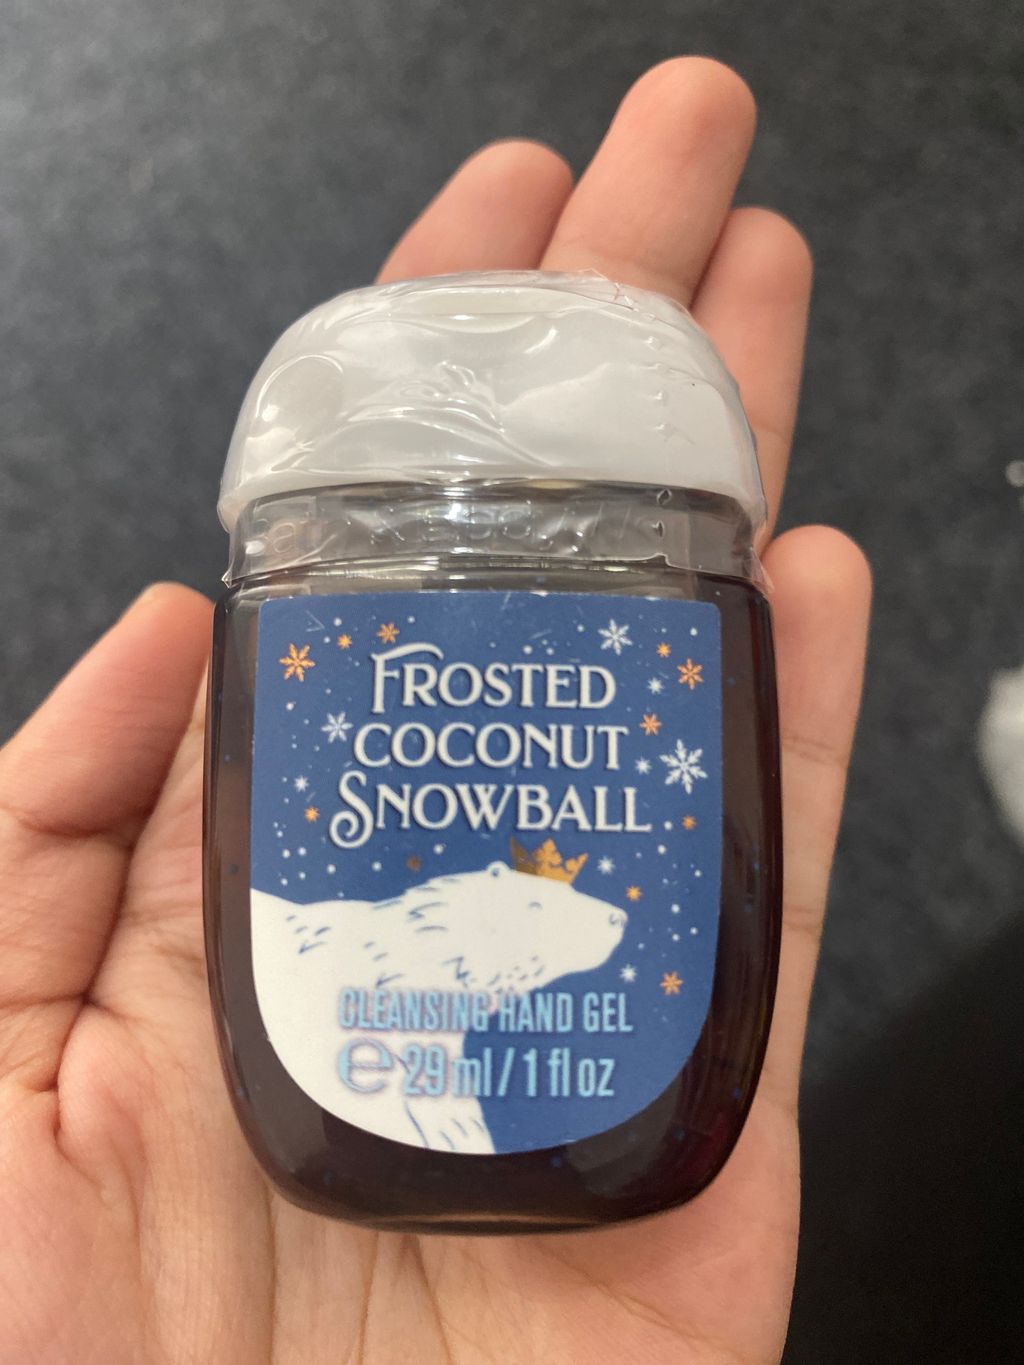 FROSTED
COCONUT
SNOWBALL
CLEANSING HAND GEL
e 29 ml / 1 fl oz